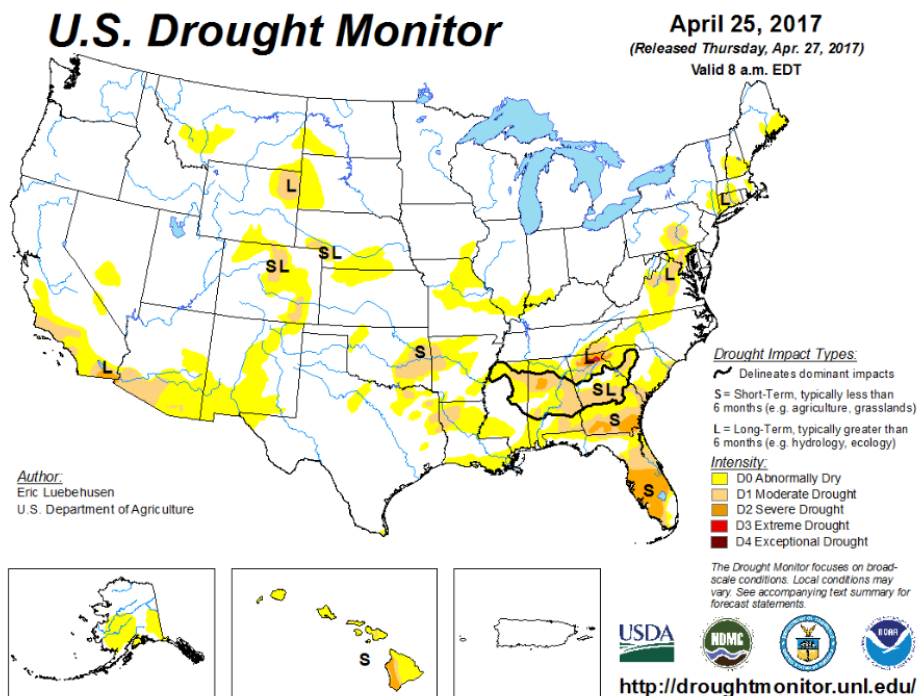 U.S. Drought Monitor
April 25, 2017
(Released Thursday, Apr. 27, 2017)
Valid 8 a.m. EDT
L
S L
S L
L
L
S
L
L
S L
S
S
L
Drought Impact Types:
Delineates dominant impacts
S = Short-Term, typically less than
6 months (e.g. agriculture, grasslands)
L = Long-Term, typically greater than
6 months (e.g. hydrology, ecology)
Intensity:
D0 Abnormally Dry
D1 Moderate Drought
D2 Severe Drought
D3 Extreme Drought
D4 Exceptional Drought
Author:
Eric Luebehusen
U.S. Department of Agriculture
The Drought Monitor focuses on broad-
scale conditions. Local conditions may
vary. See accompanying text summary for
forecast statements.
S
USDA
NDMC
NOAA
http://droughtmonitor.unl.edu/